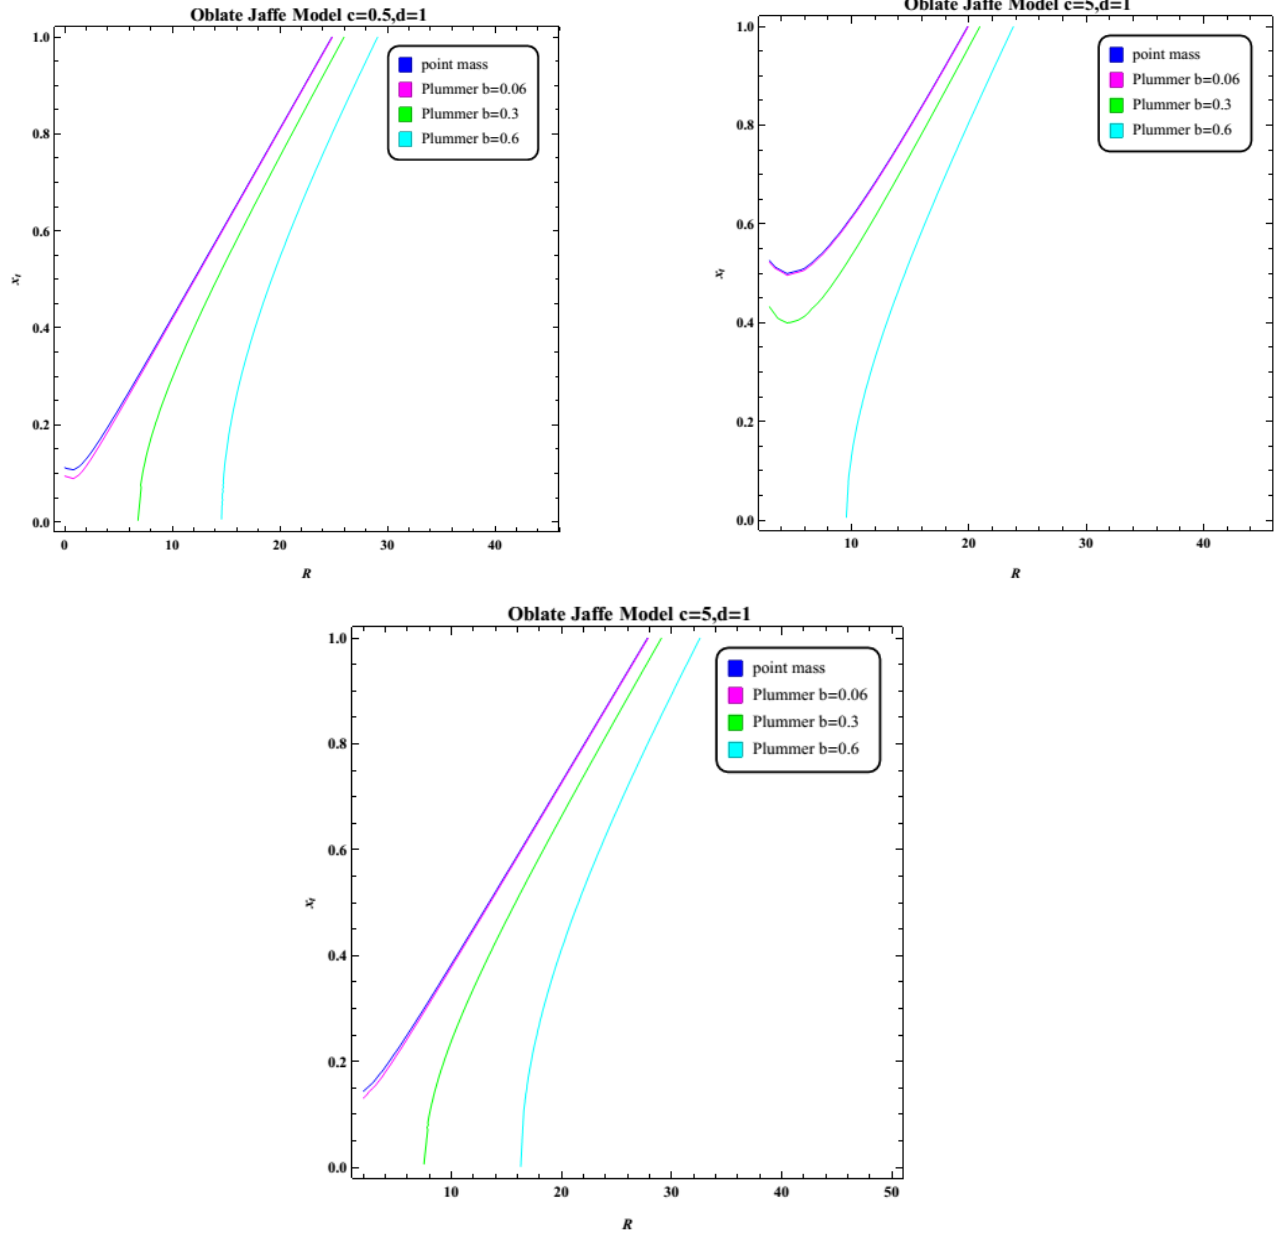 Oblate Jaffe Model c=0.5,d=1
1.0
0.8
0.6
0.4
0.2
0.0
point mass
Plummer b=0.06
Plummer b=0.3
Plummer b=0.6
xt
0
10
20
30
40
R
Oblate Jaffe Model c=5,d=1
1.0
0.8
0.6
0.4
0.2
0.0
point mass
Plummer b=0.06
Plummer b=0.3
Plummer b=0.6
xt
10
20
30
40
R
Oblate Jaffe Model c=5,d=1
1.0
0.8
0.6
0.4
0.2
0.0
point mass
Plummer b=0.06
Plummer b=0.3
Plummer b=0.6
xt
10
20
30
40
50
R